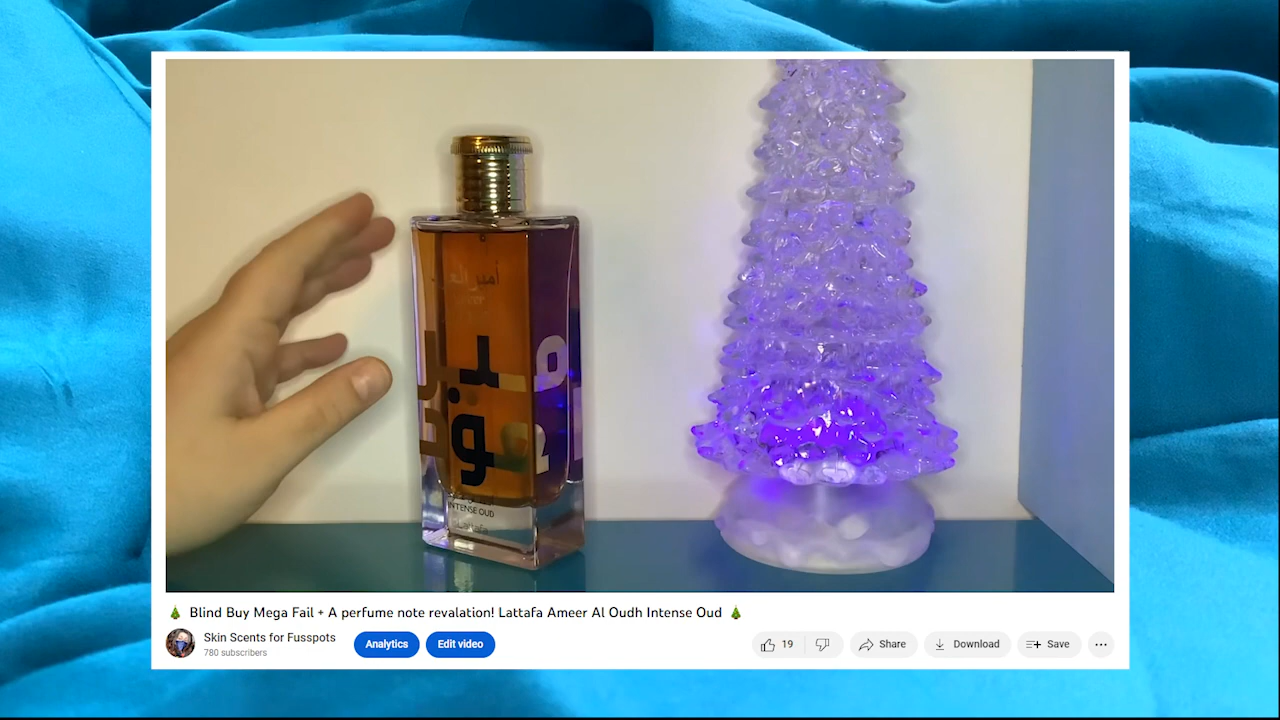 INTENSE OUD
Lattafa
🎄 Blind Buy Mega Fail + A perfume note revalation! Lattafa Ameer Al Oudh Intense Oud 🎄
Skin Scents for Fusspots
780 subscribers
Analytics
Edit video
19
Share
Download
Save